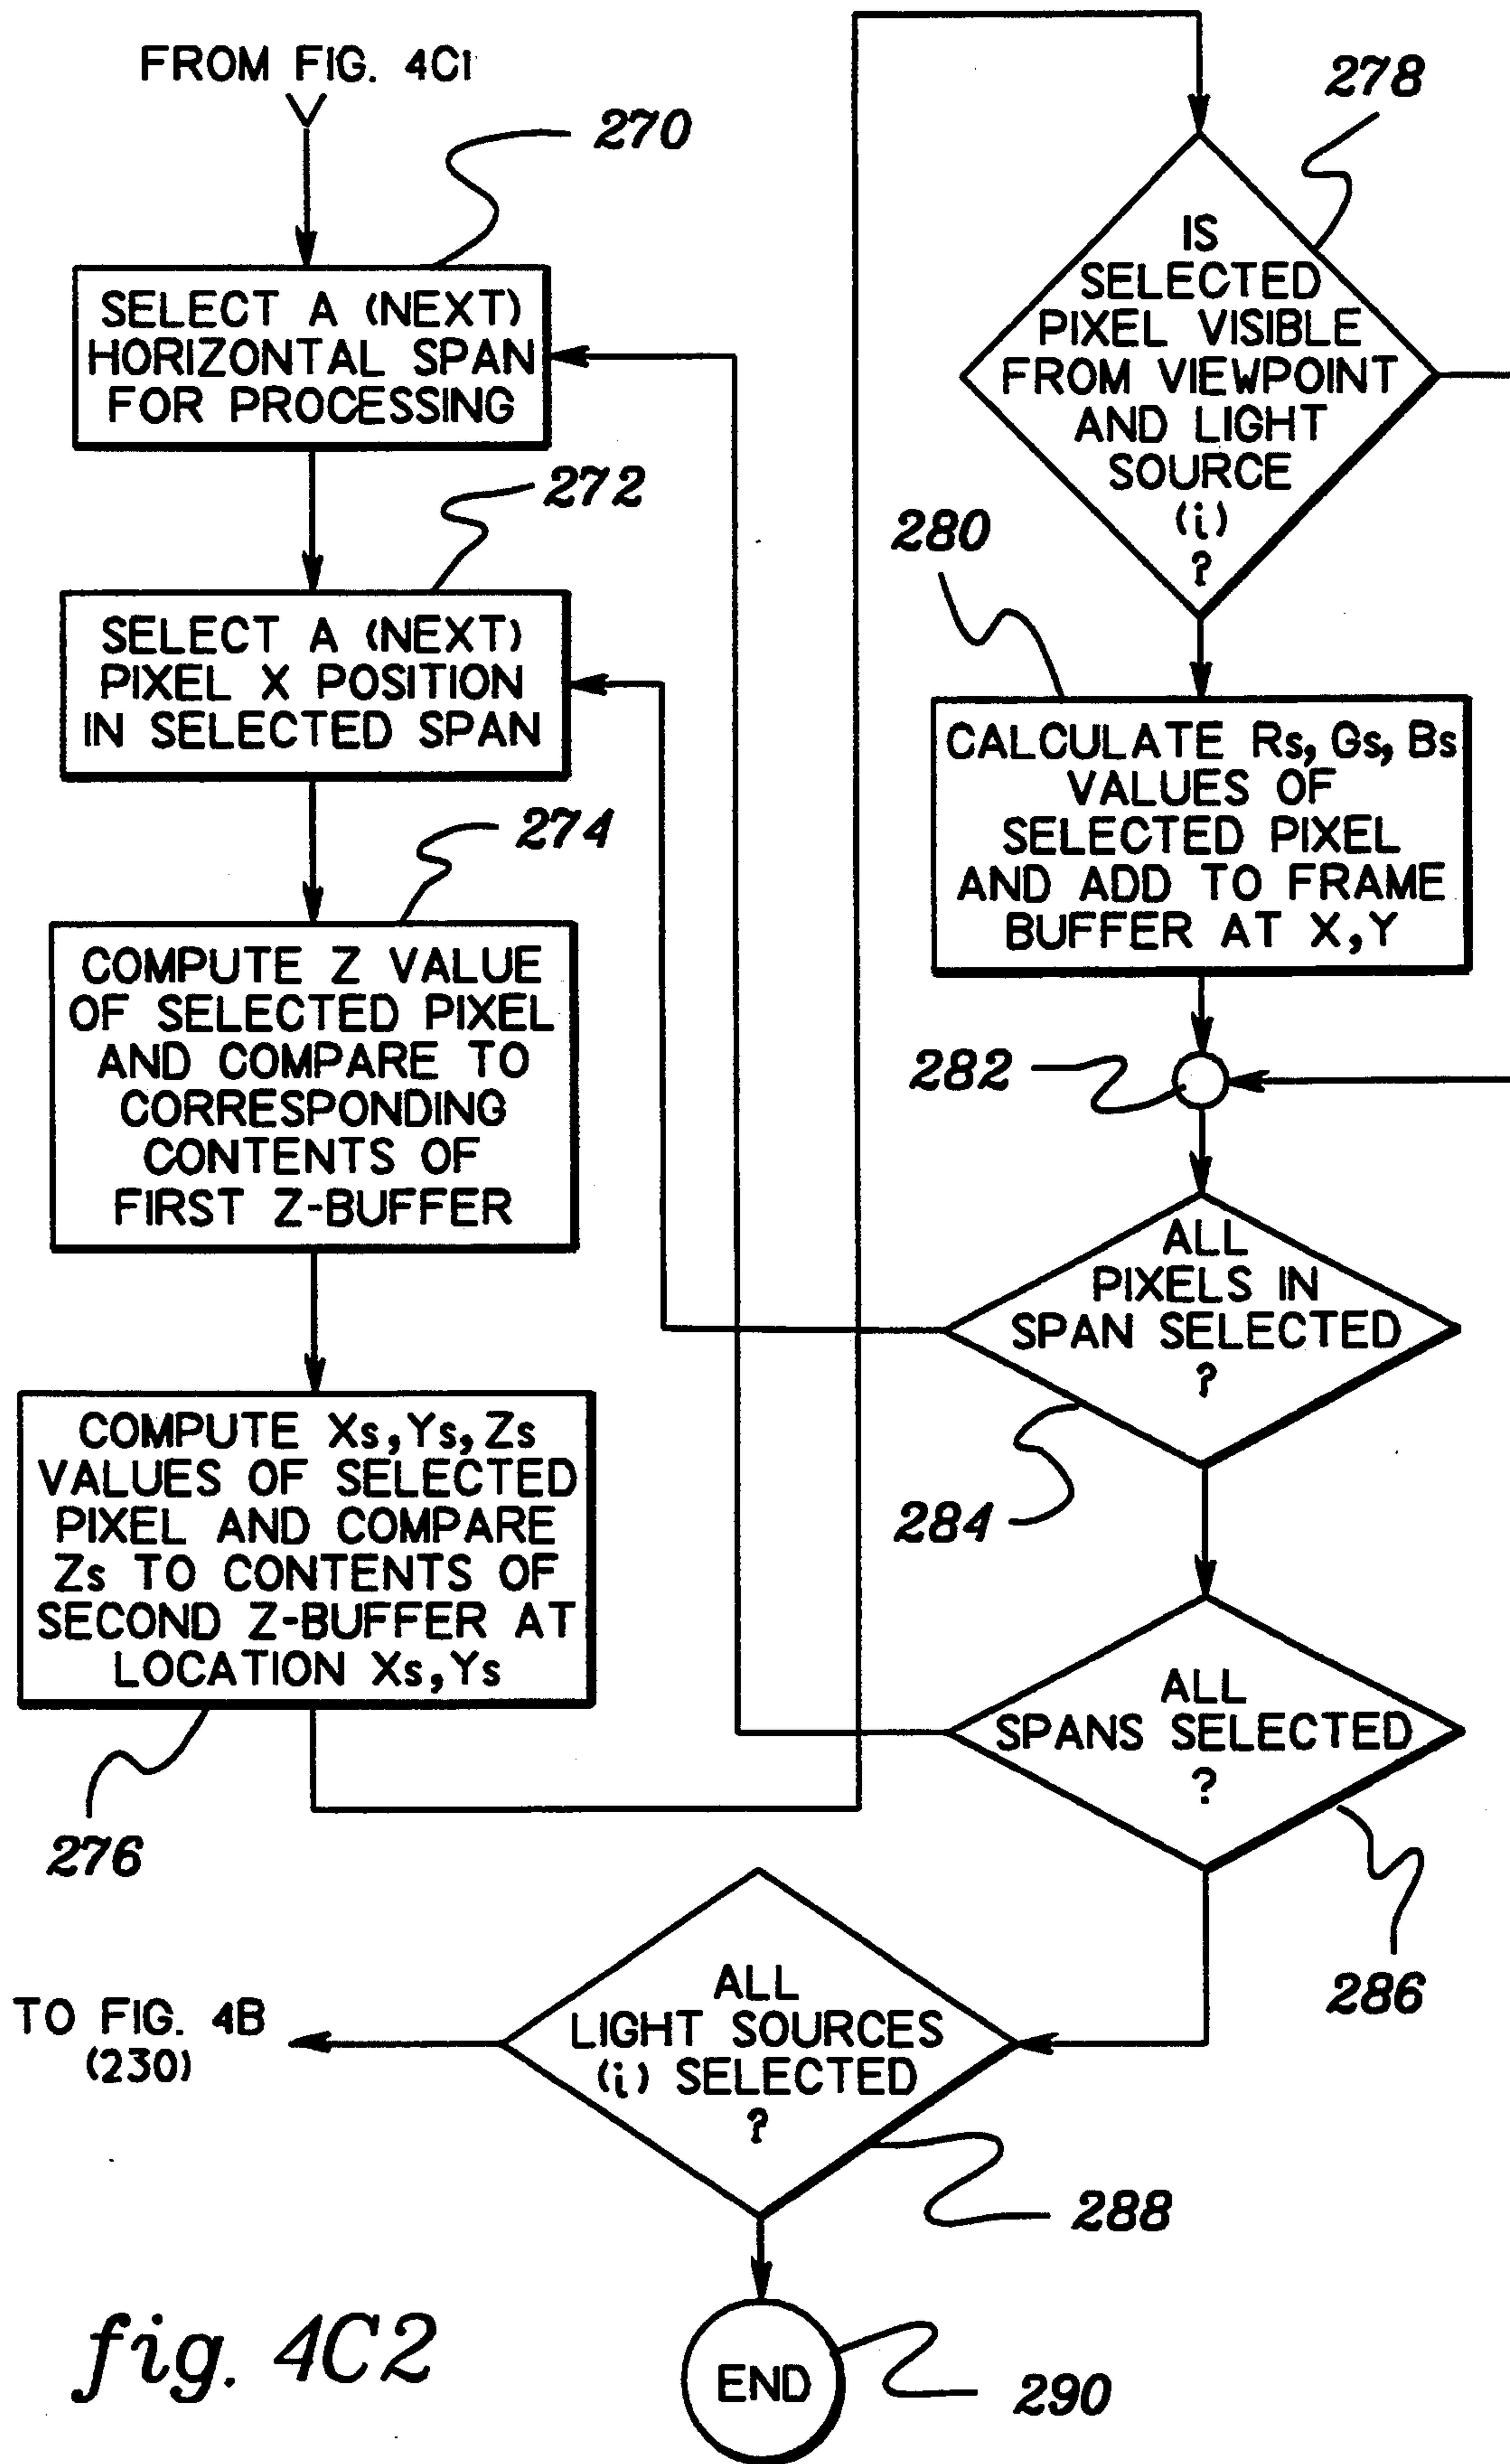 FROM FIG. 4C1
270
SELECT A (NEXT)
HORIZONTAL SPAN
FOR PROCESSING
272
SELECT A (NEXT)
PIXEL X POSITION
IN SELECTED SPAN
274
COMPUTE Z VALUE
OF SELECTED PIXEL
AND COMPARE TO
CORRESPONDING
CONTENTS OF
FIRST Z-BUFFER
COMPUTE Xs,Ys,Zs
VALUES OF SELECTED
PIXEL AND COMPARE
Zs TO CONTENTS OF
SECOND Z-BUFFER AT
LOCATION Xs,Ys
276
278
IS
SELECTED
PIXEL VISIBLE
FROM VIEWPOINT
AND LIGHT
SOURCE
(i)
?
280
CALCULATE Rs, Gs, Bs
VALUES OF
SELECTED PIXEL
AND ADD TO FRAME
BUFFER AT X,Y
282
ALL
PIXELS IN
SPAN SELECTED
?
284
ALL
SPANS SELECTED
?
286
TO FIG. 4B
(230)
ALL
LIGHT SOURCES
(i) SELECTED
?
288
END
290
fig. 4C2